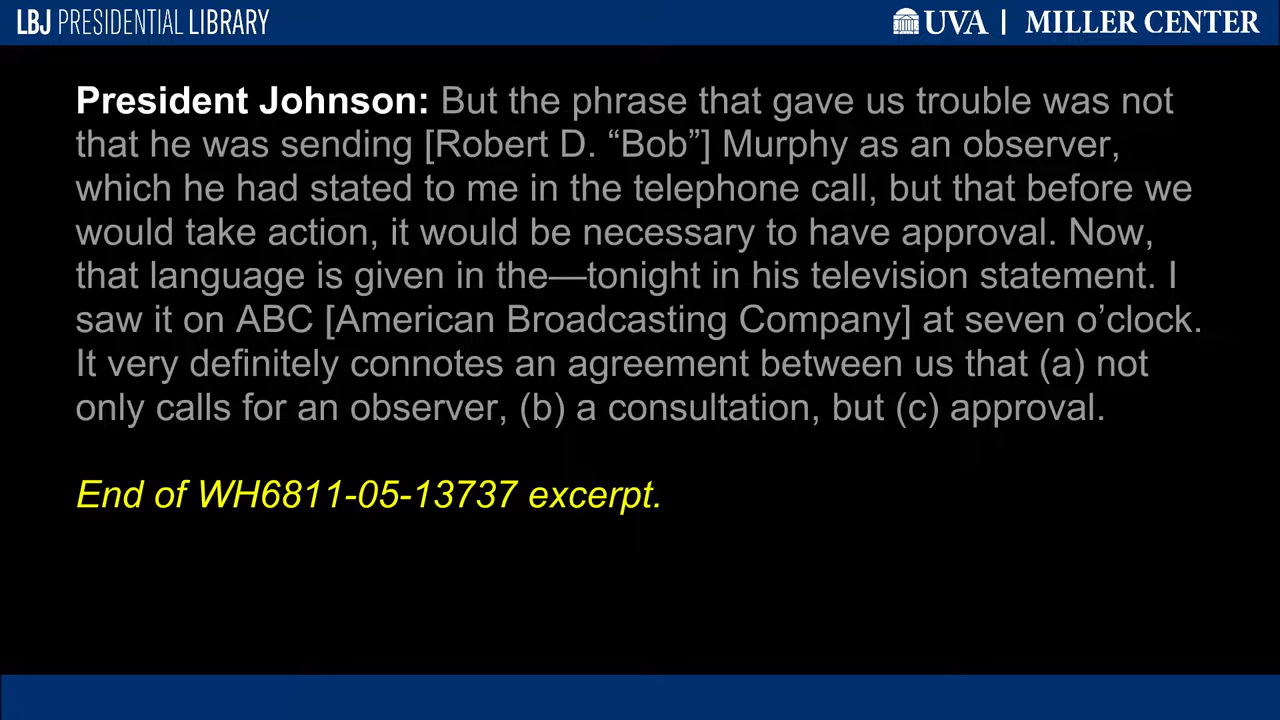 LBJ PRESIDENTIAL LIBRARY
UVA | MILLER CENTER
President Johnson: But the phrase that gave us trouble was not
that he was sending [Robert D. “Bob”] Murphy as an observer,
which he had stated to me in the telephone call, but that before we
would take action, it would be necessary to have approval. Now,
that language is given in the—tonight in his television statement. I
saw it on ABC [American Broadcasting Company] at seven o’clock.
It very definitely connotes an agreement between us that (a) not
only calls for an observer, (b) a consultation, but (c) approval.
End of WH6811-05-13737 excerpt.